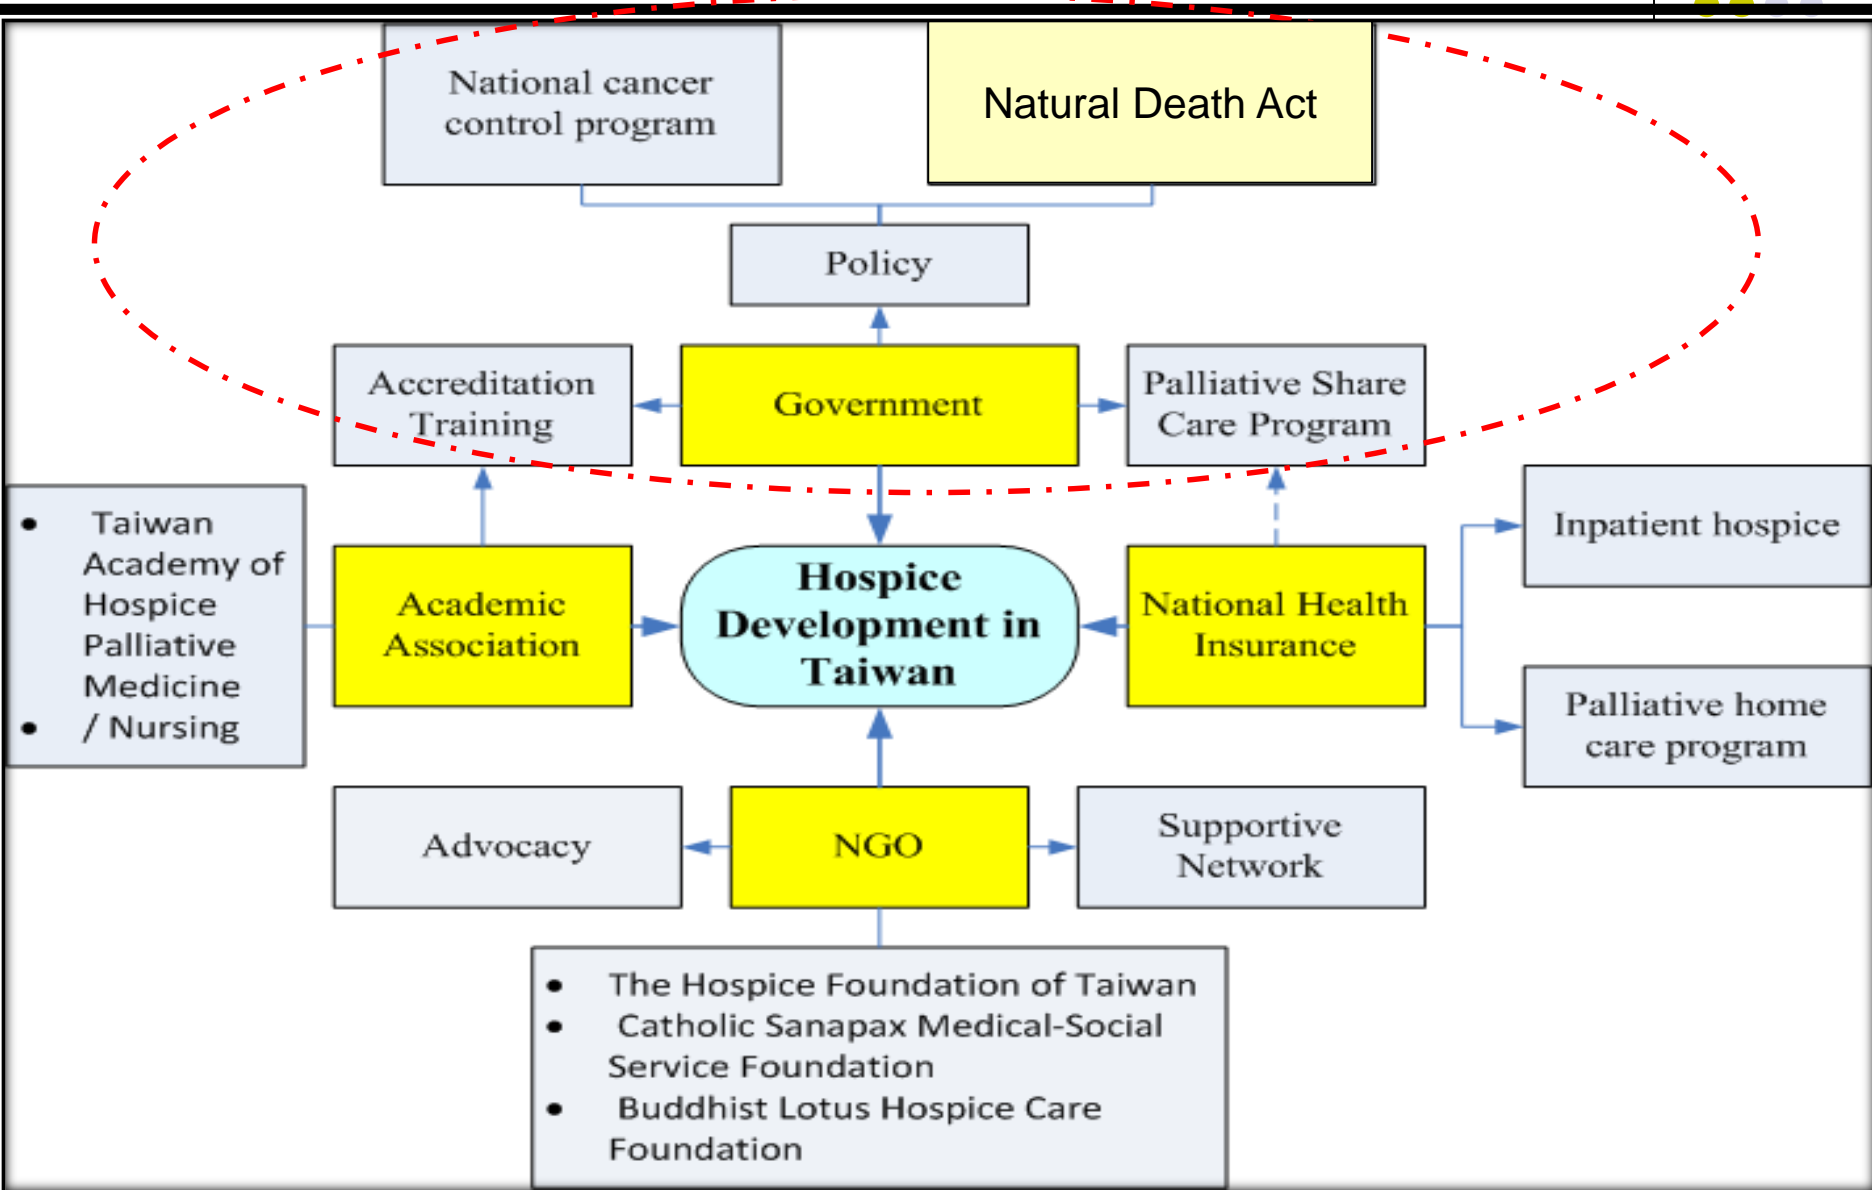 National cancer
control program
Natural Death Act
Policy
Accreditation
Training
Government
Palliative Share
Care Program
• Taiwan
Academy of
Hospice
Palliative
Medicine
• / Nursing
Academic
Association
Hospice
Development in
Taiwan
National Health
Insurance
Inpatient hospice
Palliative home
care program
Advocacy
NGO
Supportive
Network
• The Hospice Foundation of Taiwan
• Catholic Sanapax Medical-Social
Service Foundation
• Buddhist Lotus Hospice Care
Foundation